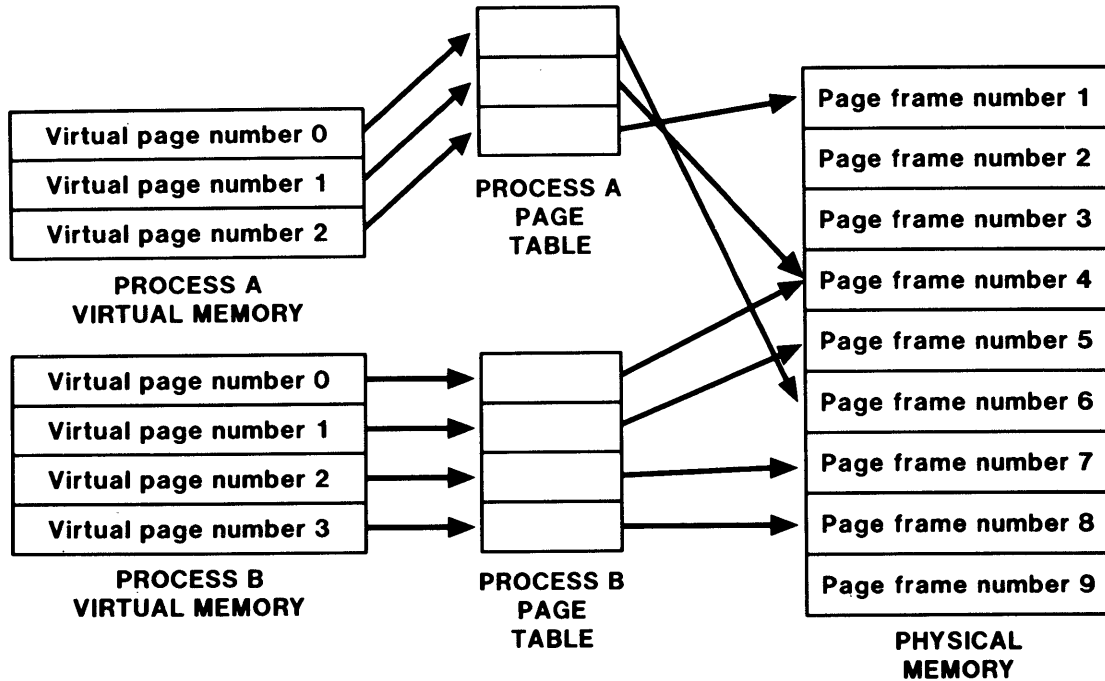 Virtual page number 0
Virtual page number 1
Virtual page number 2
PROCESS A
VIRTUAL MEMORY
PROCESS A
PAGE
TABLE
Virtual page number 0
Virtual page number 1
Virtual page number 2
Virtual page number 3
PROCESS B
VIRTUAL MEMORY
PROCESS B
PAGE
TABLE
Page frame number 1
Page frame number 2
Page frame number 3
Page frame number 4
Page frame number 5
Page frame number 6
Page frame number 7
Page frame number 8
Page frame number 9
PHYSICAL
MEMORY